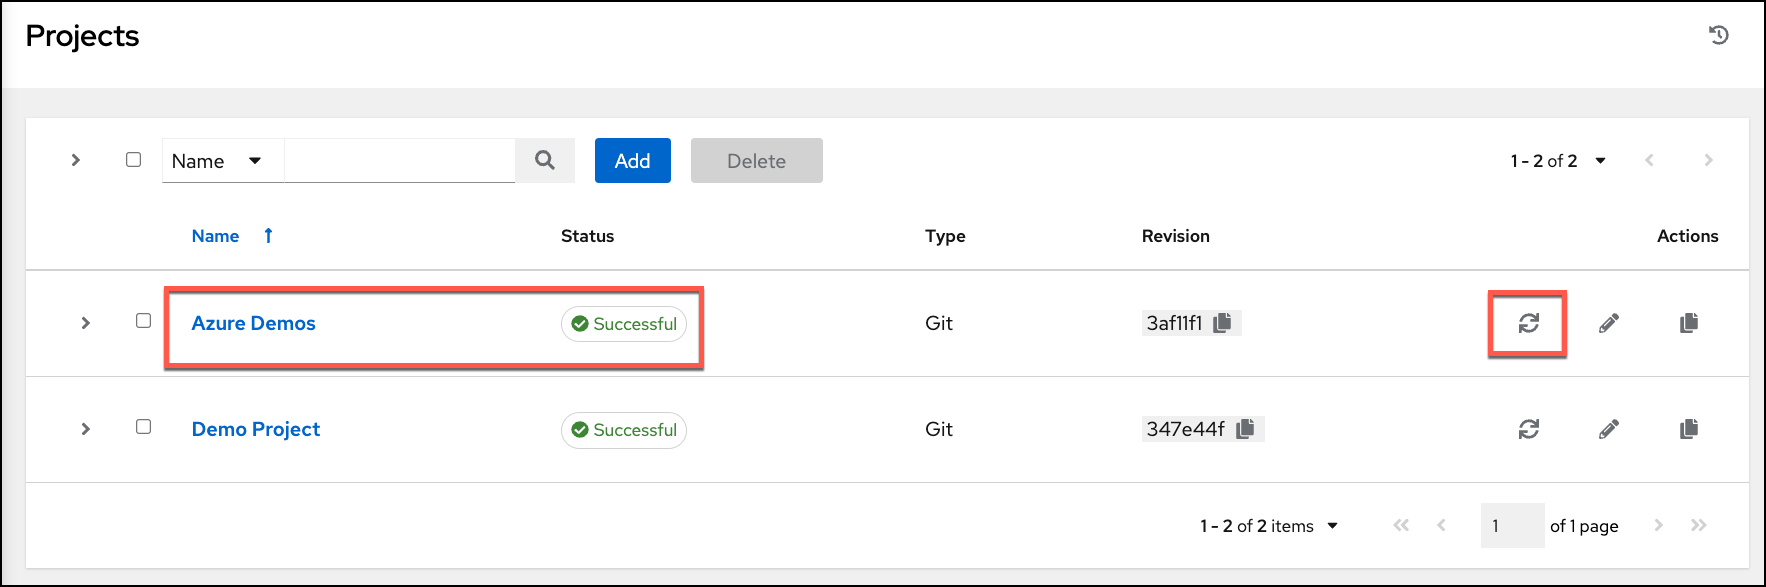 Projects
Name Add Delete 1 - 2 of 2
Name Status Type Revision Actions
Azure Demos Successful Git 3af11f1
Demo Project Successful Git 347e44f
1 - 2 of 2 items 1 of 1 page